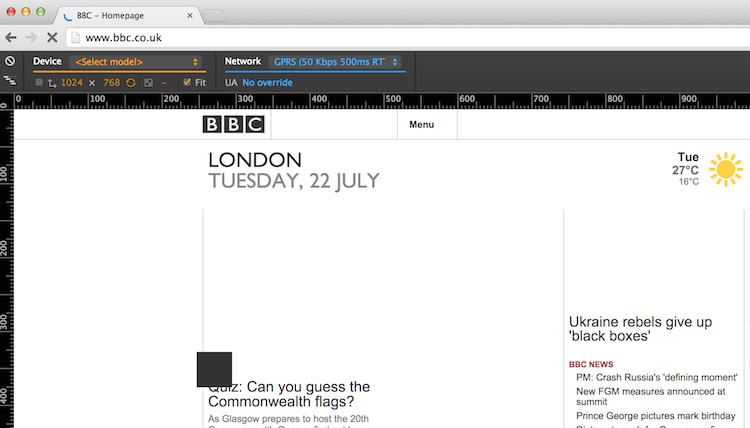 BBC – Homepage
www.bbc.co.uk
Device <Select model> Network GPRS (50 Kbps 500ms RT
1024 × 768 Fit UA No override
0 100 200 300 400 500 600 700 800 900
0
100
200
300
400
BBC Menu
LONDON
TUESDAY, 22 JULY
Tue
27°C
16°C
Ukraine rebels give up
'black boxes'
BBC NEWS
PM: Crash Russia's 'defining moment'
New FGM measures announced at
summit
Prince George pictures mark birthday
Quiz: Can you guess the
Commonwealth flags?
As Glasgow prepares to host the 20th